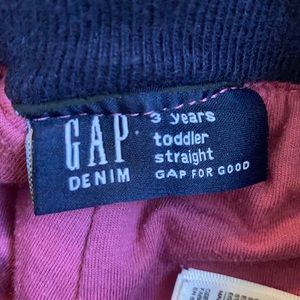 GAP
DENIM
3 years
toddler
straight
GAP FOR GOOD